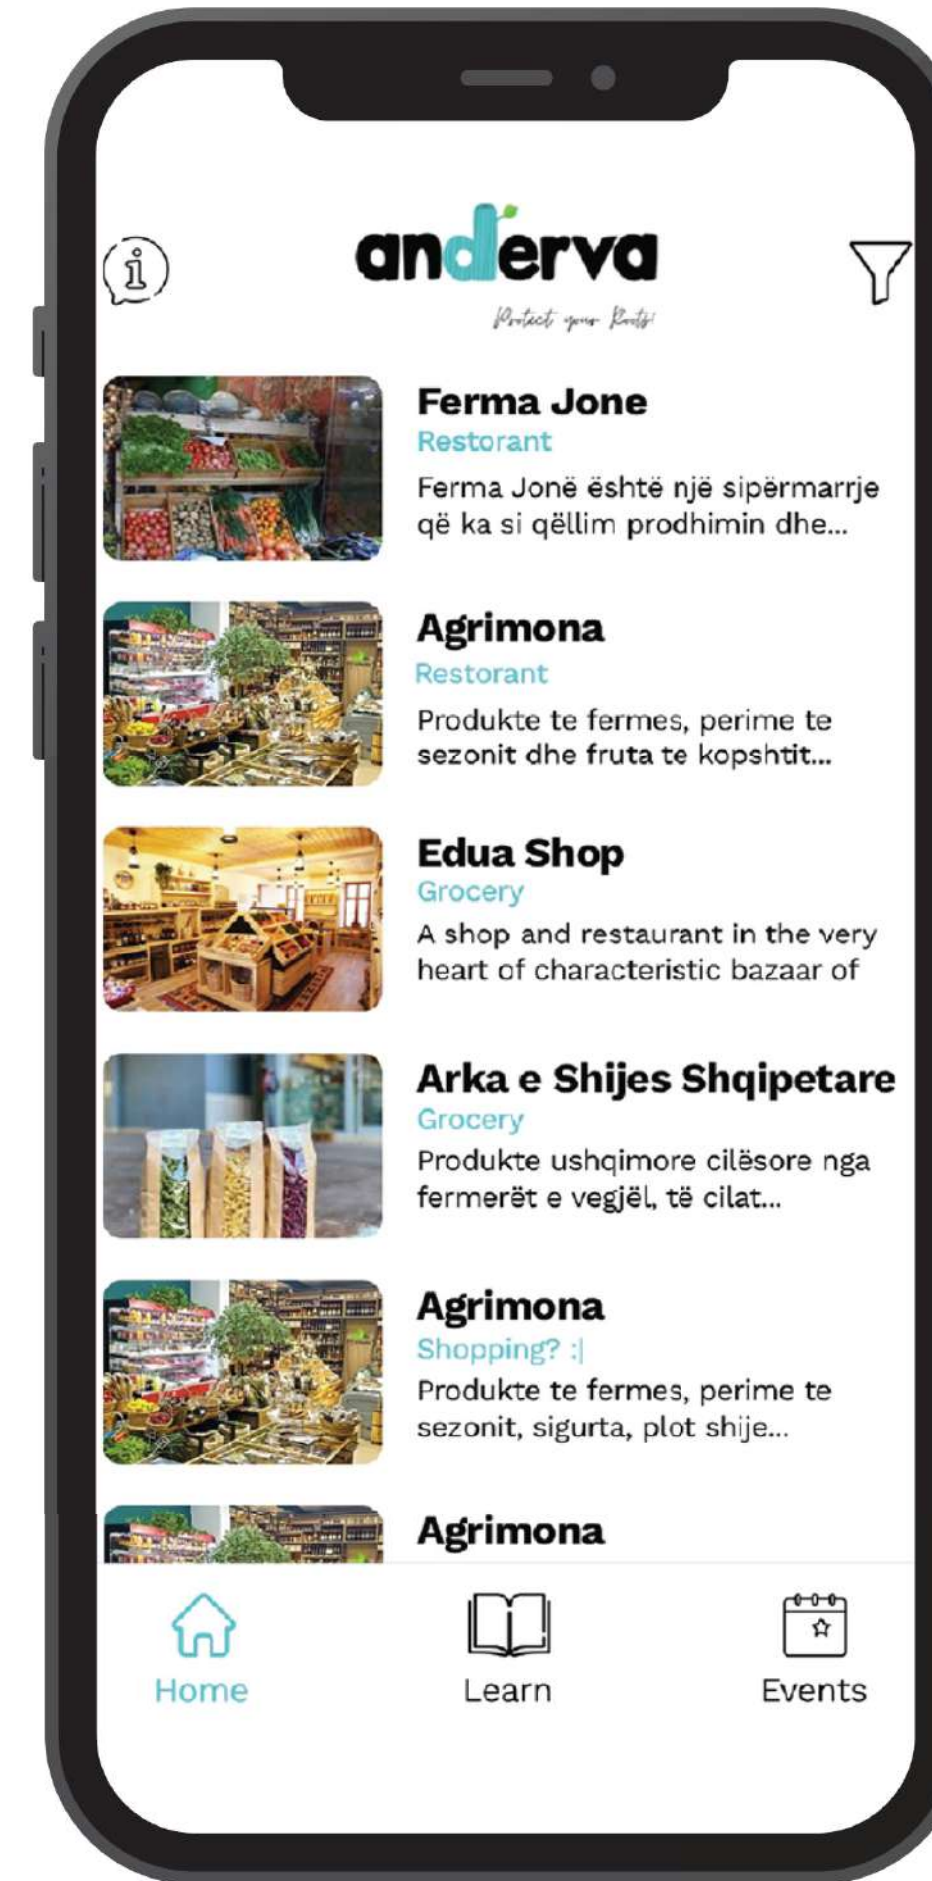 anderva
Protect your Roots!
Ferma Jone
Restorant
Ferma Jonë është një sipërmarrje
që ka si qëllim prodhimin dhe...
Agrimona
Restorant
Produkte te fermes, perime te
sezonit dhe fruta te kopshtit...
Edua Shop
Grocery
A shop and restaurant in the very
heart of characteristic bazaar of
Arka e Shijes Shqipetare
Grocery
Produkte ushqimore cilësore nga
fermerët e vegjël, të cilat...
Agrimona
Shopping? :|
Produkte te fermes, perime te
sezonit, sigurta, plot shije...
Agrimona
Home
Learn
Events